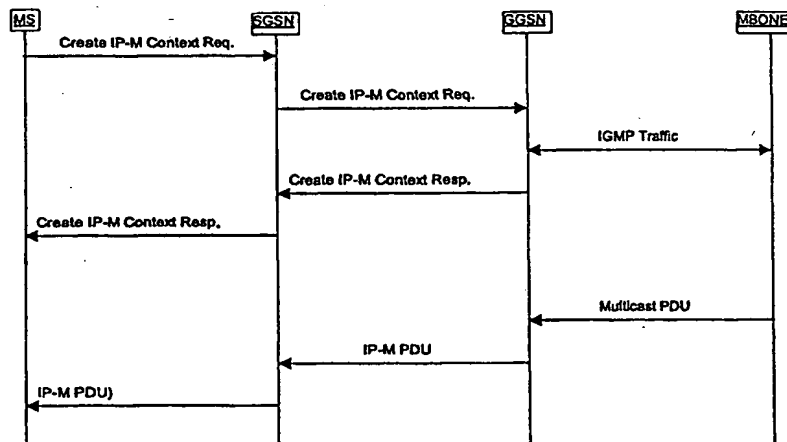 MS SGSN GGSN MBONE
Create IP-M Context Req.
Create IP-M Context Req.
IGMP Traffic
Create IP-M Context Resp.
Create IP-M Context Resp.
Multicast PDU
IP-M PDU
IP-M PDU)